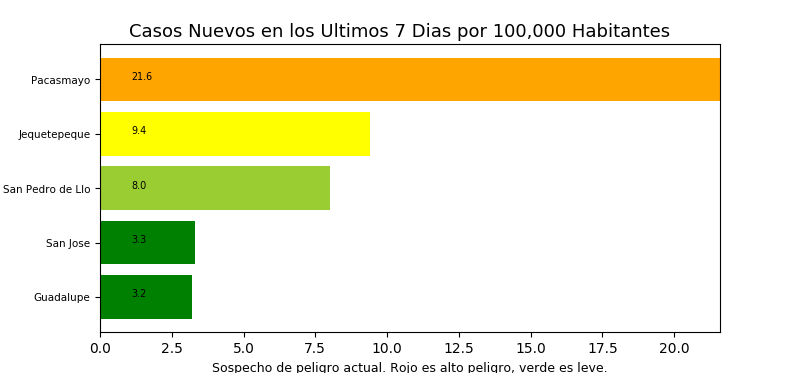 Casos Nuevos en los Ultimos 7 Dias por 100,000 Habitantes
Pacasmayo 21.6
Jequetepeque 9.4
San Pedro de Llo 8.0
San Jose 3.3
Guadalupe 3.2
0.0 2.5 5.0 7.5 10.0 12.5 15.0 17.5 20.0
Sospecho de peligro actual. Rojo es alto peligro, verde es leve.